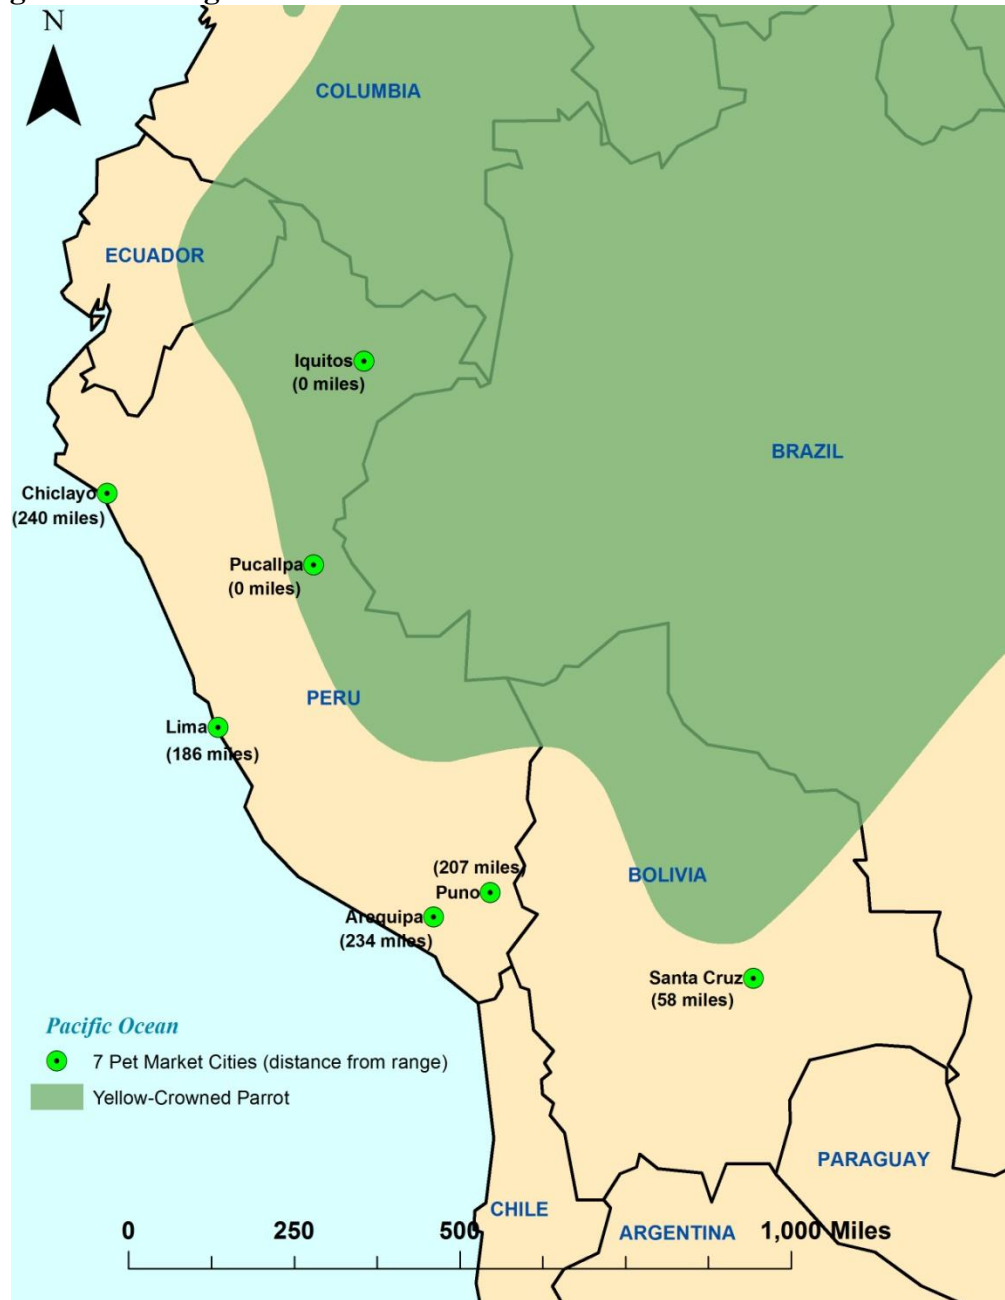 N
COLUMBIA
ECUADOR
Iquitos
(0 miles)
BRAZIL
Chiclayo
(240 miles)
Pucallpa
(0 miles)
PERU
Lima
(186 miles)
(207 miles)
Puno
BOLIVIA
Arequipa
(234 miles)
Santa Cruz
(58 miles)
Pacific Ocean
7 Pet Market Cities (distance from range)
Yellow-Crowned Parrot
PARAGUAY
CHILE
ARGENTINA
0 250 500 1,000 Miles